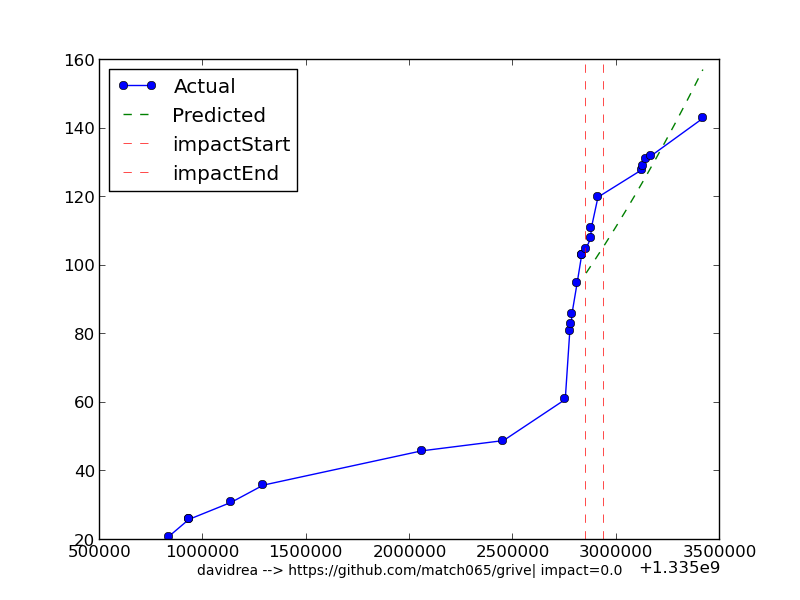 160
140
120
100
80
60
40
20
Actual
Predicted
impactStart
impactEnd
500000 1000000 1500000 2000000 2500000 3000000 3500000
davidrea --> https://github.com/match065/grive| impact=0.0 +1.335e9